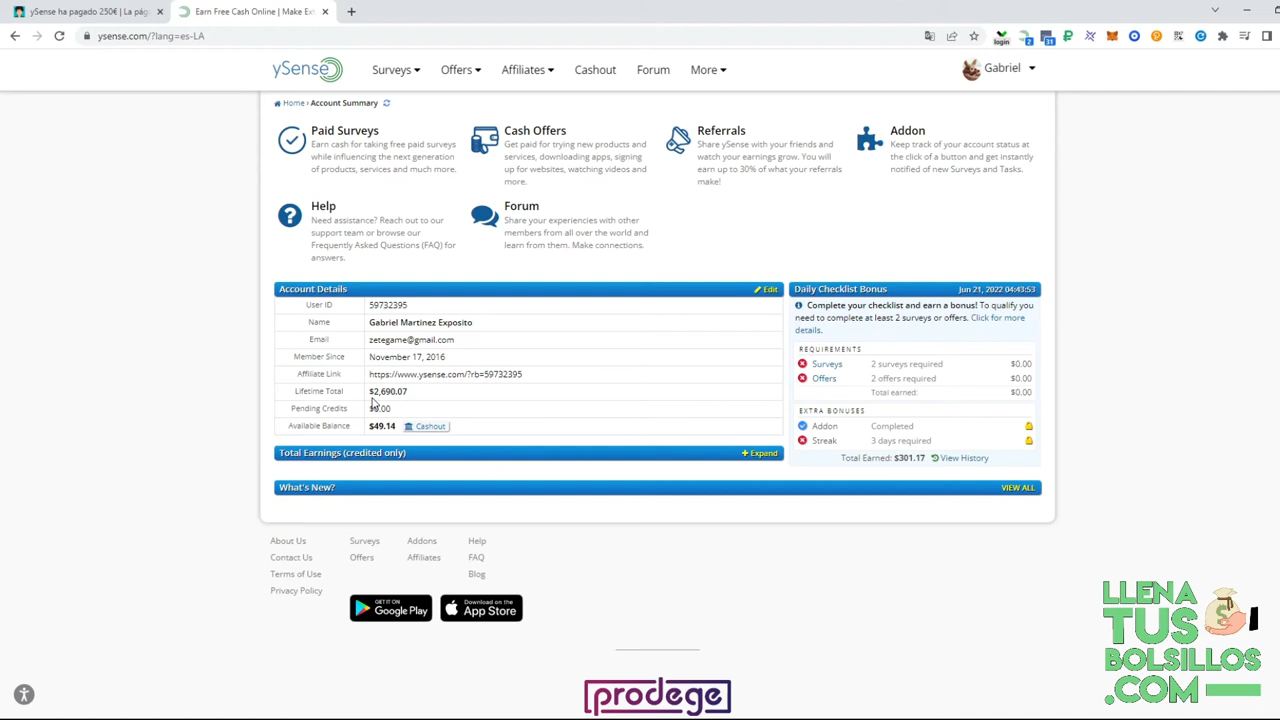 ySense ha pagado 250€ | La pág
Earn Free Cash Online | Make Ext
ysense.com/?lang=es-LA
login
2
31
ySense
Surveys
Offers
Affiliates
Cashout
Forum
More
Gabriel
Home › Account Summary
Paid Surveys
Earn cash for taking free paid surveys
while influencing the next generation
of products, services and much more.
Cash Offers
Get paid for trying new products and
services, downloading apps, signing
up for websites, watching videos and
more.
Referrals
Share ySense with your friends and
watch your earnings grow. You will
earn up to 30% of what your referrals
make!
Addon
Keep track of your account status at
the click of a button and get instantly
notified of new Surveys and Tasks.
Help
Need assistance? Reach out to our
support team or browse our
Frequently Asked Questions (FAQ) for
answers.
Forum
Share your experiences with other
members from all over the world and
learn from them. Make connections.
Account Details
Edit
User ID 59732395
Name Gabriel Martinez Exposito
Email zetegame@gmail.com
Member Since November 17, 2016
Affiliate Link https://www.ysense.com/?rb=59732395
Lifetime Total $2,690.07
Pending Credits $0.00
Available Balance $49.14 Cashout
Total Earnings (credited only) + Expand
Daily Checklist Bonus Jun 21, 2022 04:43:53
Complete your checklist and earn a bonus! To qualify you
need to complete at least 2 surveys or offers. Click for more
details.
REQUIREMENTS
Surveys 2 surveys required $0.00
Offers 2 offers required $0.00
Total earned: $0.00
EXTRA BONUSES
Addon Completed
Streak 3 days required
Total Earned: $301.17 View History
What's New? VIEW ALL
About Us
Contact Us
Terms of Use
Privacy Policy
Surveys
Offers
Addons
Affiliates
Help
FAQ
Blog
GET IT ON
Google Play
Download on the
App Store
prodege
LLENA
TUS
BOLSILLOS
.COM